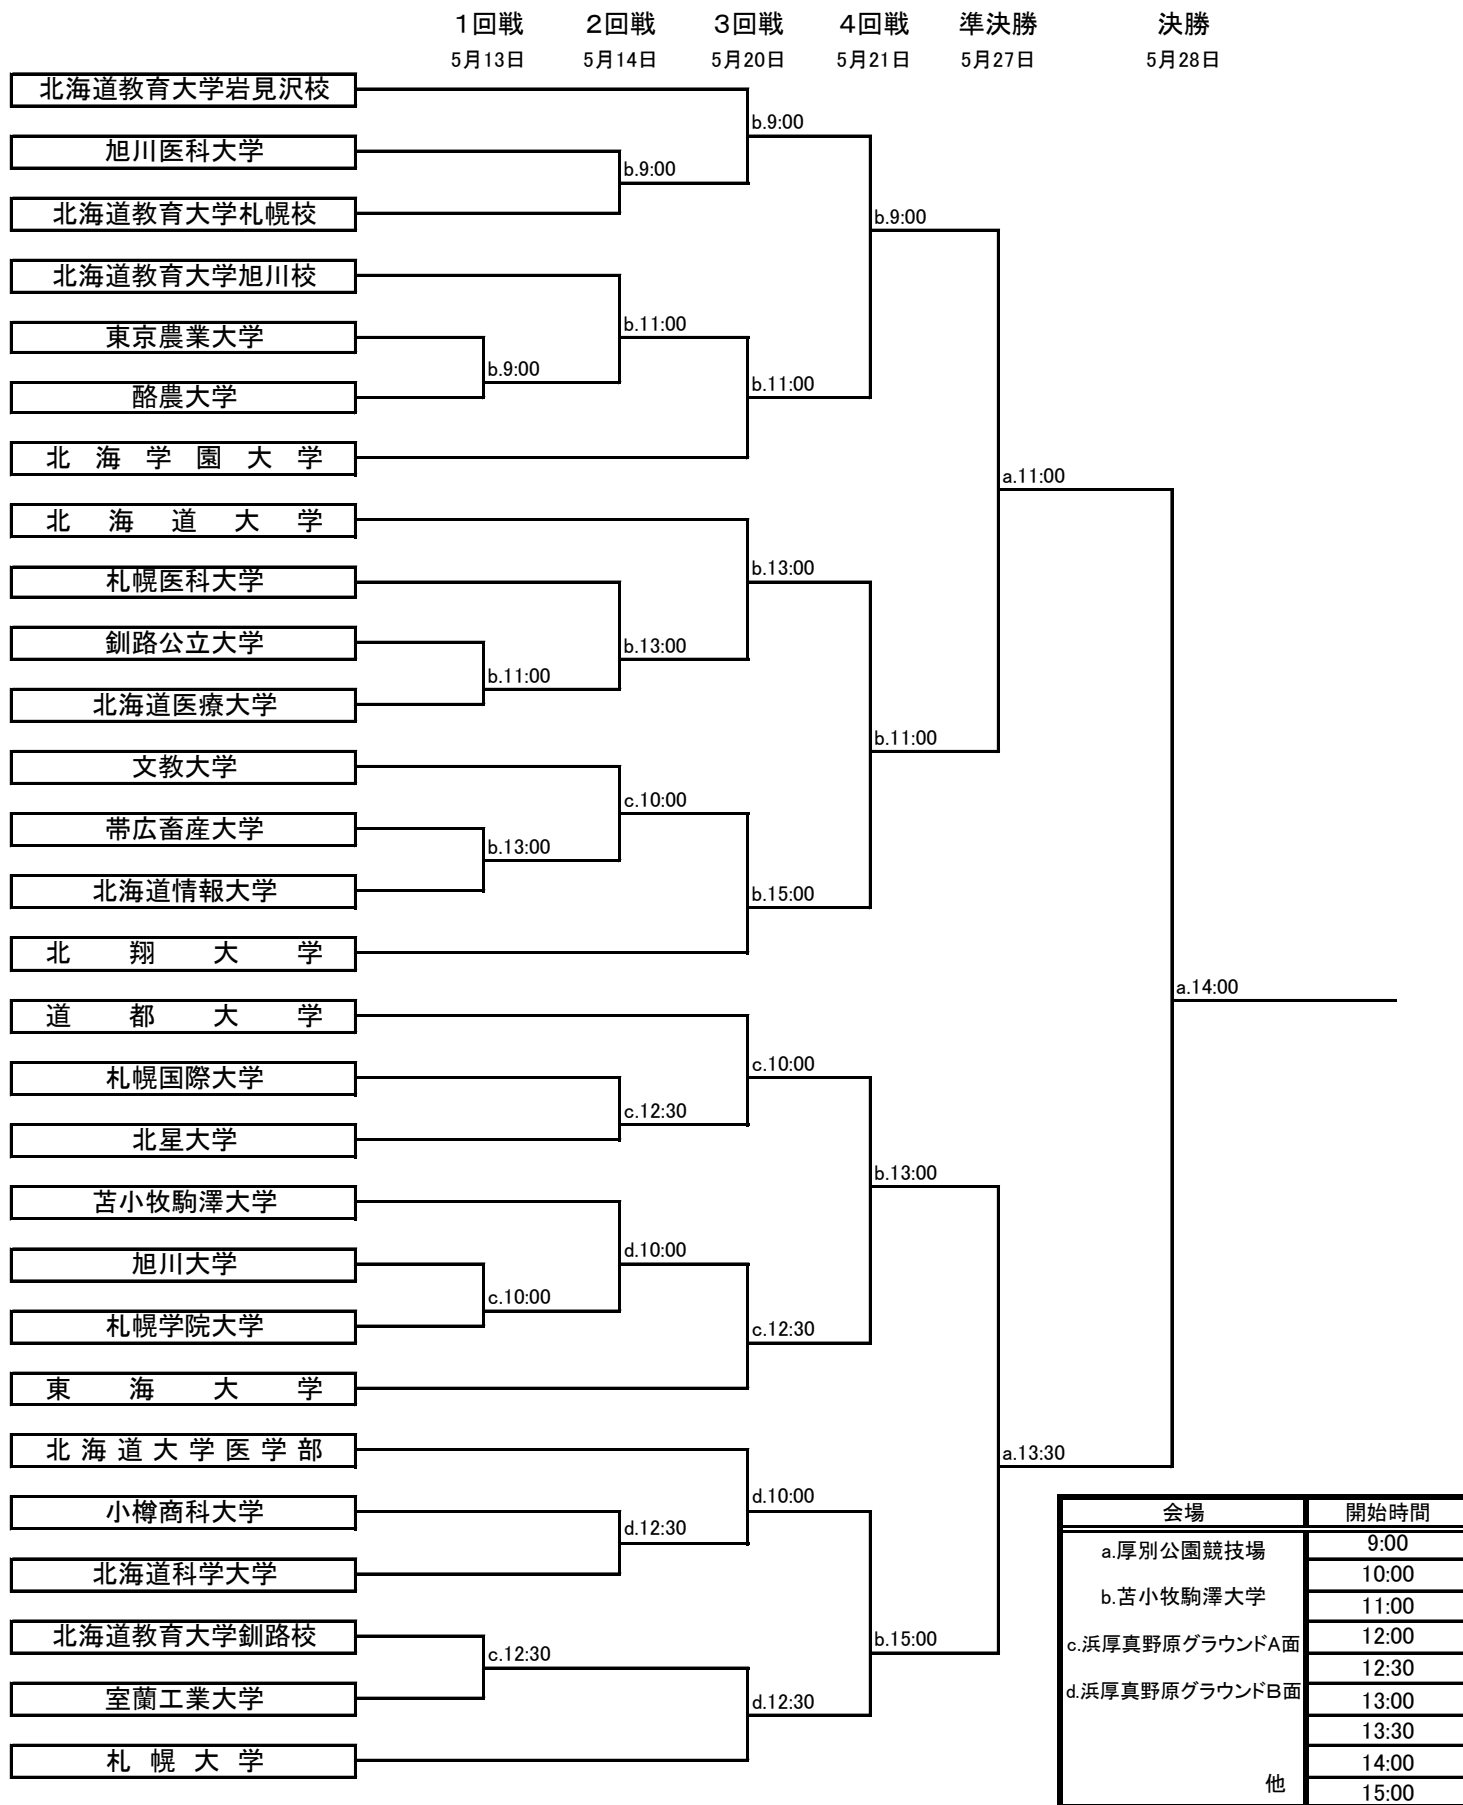 １回戦 ２回戦 ３回戦 ４回戦 準決勝 決勝
5月13日 5月14日 5月20日 5月21日 5月27日 5月28日
北海道教育大学岩見沢校
b.9:00
旭川医科大学
b.9:00
北海道教育大学札幌校
b.9:00
北海道教育大学旭川校
b.11:00
東京農業大学
b.9:00
b.11:00
酪農大学
北海学園大学
a.11:00
北海道大学
b.13:00
札幌医科大学
釧路公立大学
b.13:00
b.11:00
北海道医療大学
b.11:00
文教大学
c.10:00
帯広畜産大学
b.13:00
北海道情報大学
b.15:00
北翔大学
a.14:00
道都大学
c.10:00
札幌国際大学
c.12:30
北星大学
b.13:00
苫小牧駒澤大学
d.10:00
旭川大学
c.10:00
札幌学院大学
c.12:30
東海大学
北海道大学医学部
a.13:30
d.10:00
小樽商科大学
d.12:30
北海道科学大学
北海道教育大学釧路校
b.15:00
c.12:30
室蘭工業大学
d.12:30
札幌大学
会場 開始時間
a.厚別公園競技場
b.苫小牧駒澤大学
c.浜厚真野原グラウンドA面
d.浜厚真野原グラウンドB面
他
9:00
10:00
11:00
12:00
12:30
13:00
13:30
14:00
15:00